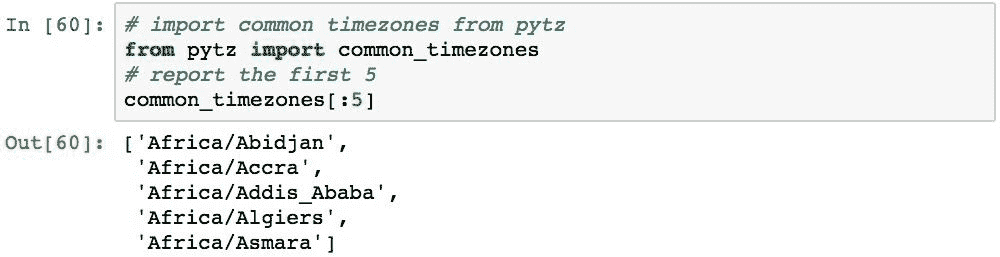 In [60]: # import common timezones from pytz
from pytz import common_timezones
# report the first 5
common_timezones[:5]
Out[60]: ['Africa/Abidjan',
'Africa/Accra',
'Africa/Addis_Ababa',
'Africa/Algiers',
'Africa/Asmara']